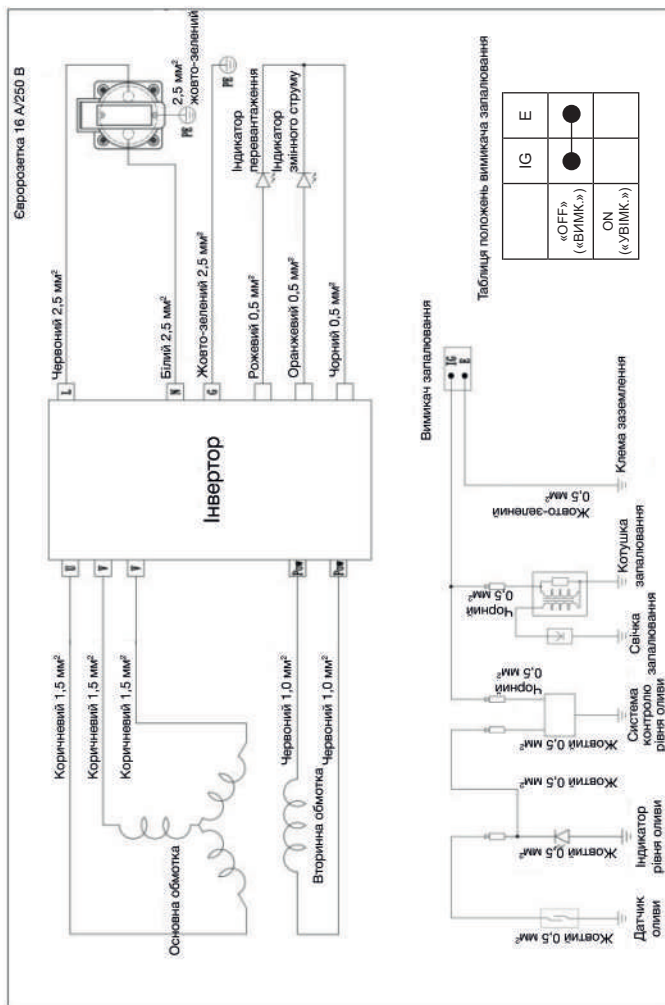 Євророзетка 16 А/250 В
Червоний 2,5 мм²
Білий 2,5 мм²
Жовто-зелений 2,5 мм²
Рожевий 0,5 мм²
Оранжевий 0,5 мм²
Чорний 0,5 мм²
2,5 мм²
жовто-зелений
PE
PE
Індикатор
перевантаження
Індикатор
змінного струму
L
N
G
Інвертор
U
V
Pow
Pow
Коричневий 1,5 мм²
Коричневий 1,5 мм²
Коричневий 1,5 мм²
Червоний 1,0 мм²
Червоний 1,0 мм²
Основна обмотка
Вторинна обмотка
Таблиця положень вимикача запалювання
IG E
«OFF»
(«ВИМК.»)
ON
(«УВІМК.»)
Вимикач запалювання
Жовто-зелений
0,5 мм²
Чорний
0,5 мм²
Чорний
0,5 мм²
Жовтий 0,5 мм²
Жовтий 0,5 мм²
Жовтий 0,5 мм²
Жовтий 0,5 мм²
Датчик
оливи
Індикатор
рівня оливи
Система
контролю
рівня оливи
Свічка
запалювання
Котушка
запалювання
Клема заземлення